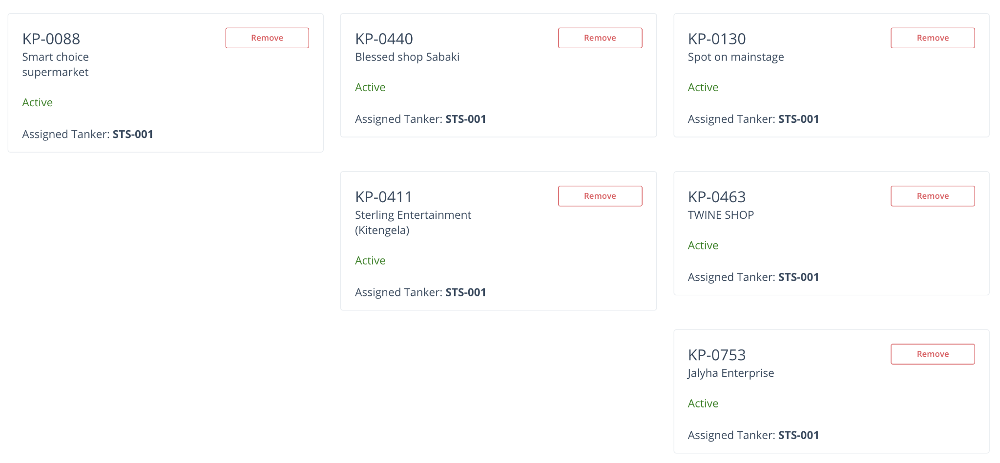 KP-0088
Remove
Smart choice
supermarket
Active
Assigned Tanker: STS-001
KP-0440
Remove
Blessed shop Sabaki
Active
Assigned Tanker: STS-001
KP-0130
Remove
Spot on mainstage
Active
Assigned Tanker: STS-001
KP-0411
Remove
Sterling Entertainment
(Kitengela)
Active
Assigned Tanker: STS-001
KP-0463
Remove
TWINE SHOP
Active
Assigned Tanker: STS-001
KP-0753
Remove
Jalyha Enterprise
Active
Assigned Tanker: STS-001